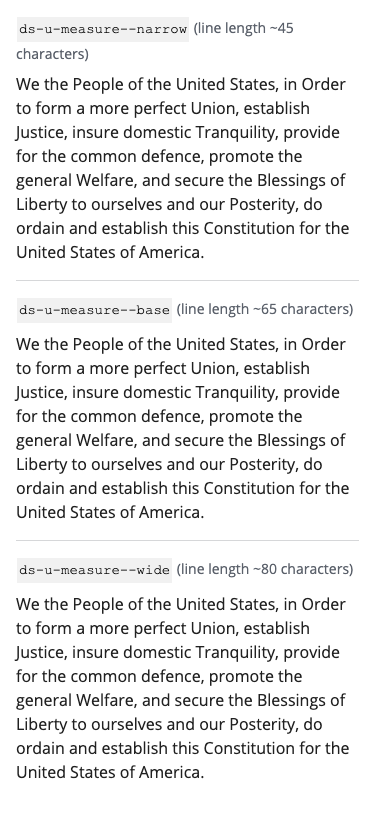 ds-u-measure--narrow (line length ~45
characters)
We the People of the United States, in Order
to form a more perfect Union, establish
Justice, insure domestic Tranquility, provide
for the common defence, promote the
general Welfare, and secure the Blessings of
Liberty to ourselves and our Posterity, do
ordain and establish this Constitution for the
United States of America.
ds-u-measure--base (line length ~65 characters)
We the People of the United States, in Order
to form a more perfect Union, establish
Justice, insure domestic Tranquility, provide
for the common defence, promote the
general Welfare, and secure the Blessings of
Liberty to ourselves and our Posterity, do
ordain and establish this Constitution for the
United States of America.
ds-u-measure--wide (line length ~80 characters)
We the People of the United States, in Order
to form a more perfect Union, establish
Justice, insure domestic Tranquility, provide
for the common defence, promote the
general Welfare, and secure the Blessings of
Liberty to ourselves and our Posterity, do
ordain and establish this Constitution for the
United States of America.